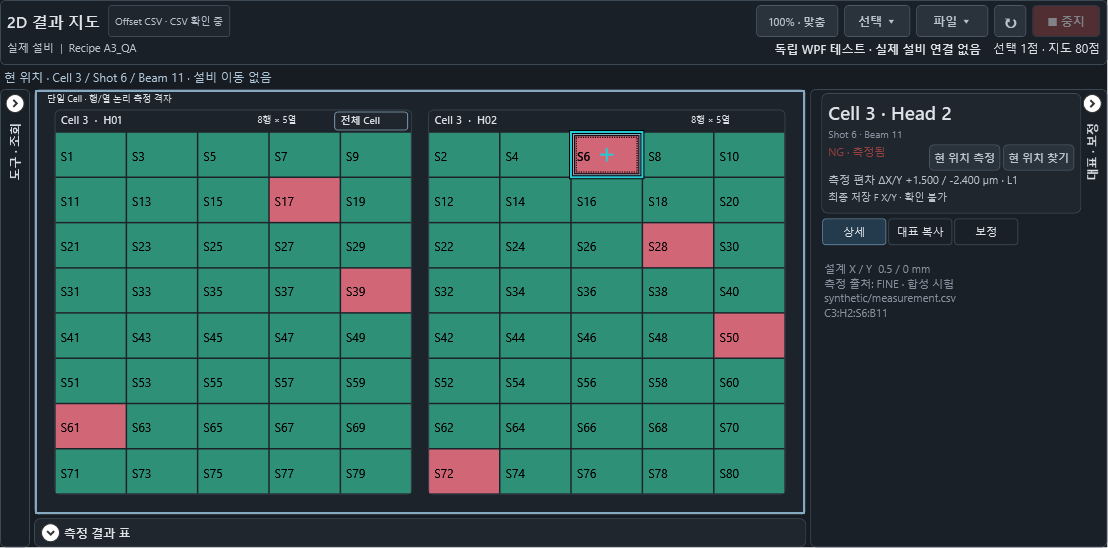 2D 결과 지도
Offset CSV · CSV 확인 중
100% · 맞춤
선택 ▾
파일 ▾
↻
■ 중지
실제 설비 | Recipe A3_QA
독립 WPF 테스트 · 실제 설비 연결 없음 선택 1점 · 지도 80점
현 위치 · Cell 3 / Shot 6 / Beam 11 · 설비 이동 없음
도구 · 조회
단일 Cell · 행/열 논리 측정 격자
Cell 3 · H01 8행 × 5열 전체 Cell
S1 S3 S5 S7 S9
S11 S13 S15 S17 S19
S21 S23 S25 S27 S29
S31 S33 S35 S37 S39
S41 S43 S45 S47 S49
S51 S53 S55 S57 S59
S61 S63 S65 S67 S69
S71 S73 S75 S77 S79
Cell 3 · H02 8행 × 5열
S2 S4 S6 S8 S10
S12 S14 S16 S18 S20
S22 S24 S26 S28 S30
S32 S34 S36 S38 S40
S42 S44 S46 S48 S50
S52 S54 S56 S58 S60
S62 S64 S66 S68 S70
S72 S74 S76 S78 S80
측정 결과 표
Cell 3 · Head 2
Shot 6 · Beam 11
NG · 측정됨
현 위치 측정 현 위치 찾기
측정 편차 ΔX/Y +1.500 / -2.400 µm · L1
최종 저장 F X/Y · 확인 불가
상세 대표 복사 보정
설계 X / Y 0.5 / 0 mm
측정 출처: FINE · 합성 시험
synthetic/measurement.csv
C3:H2:S6:B11
대표 · 보정